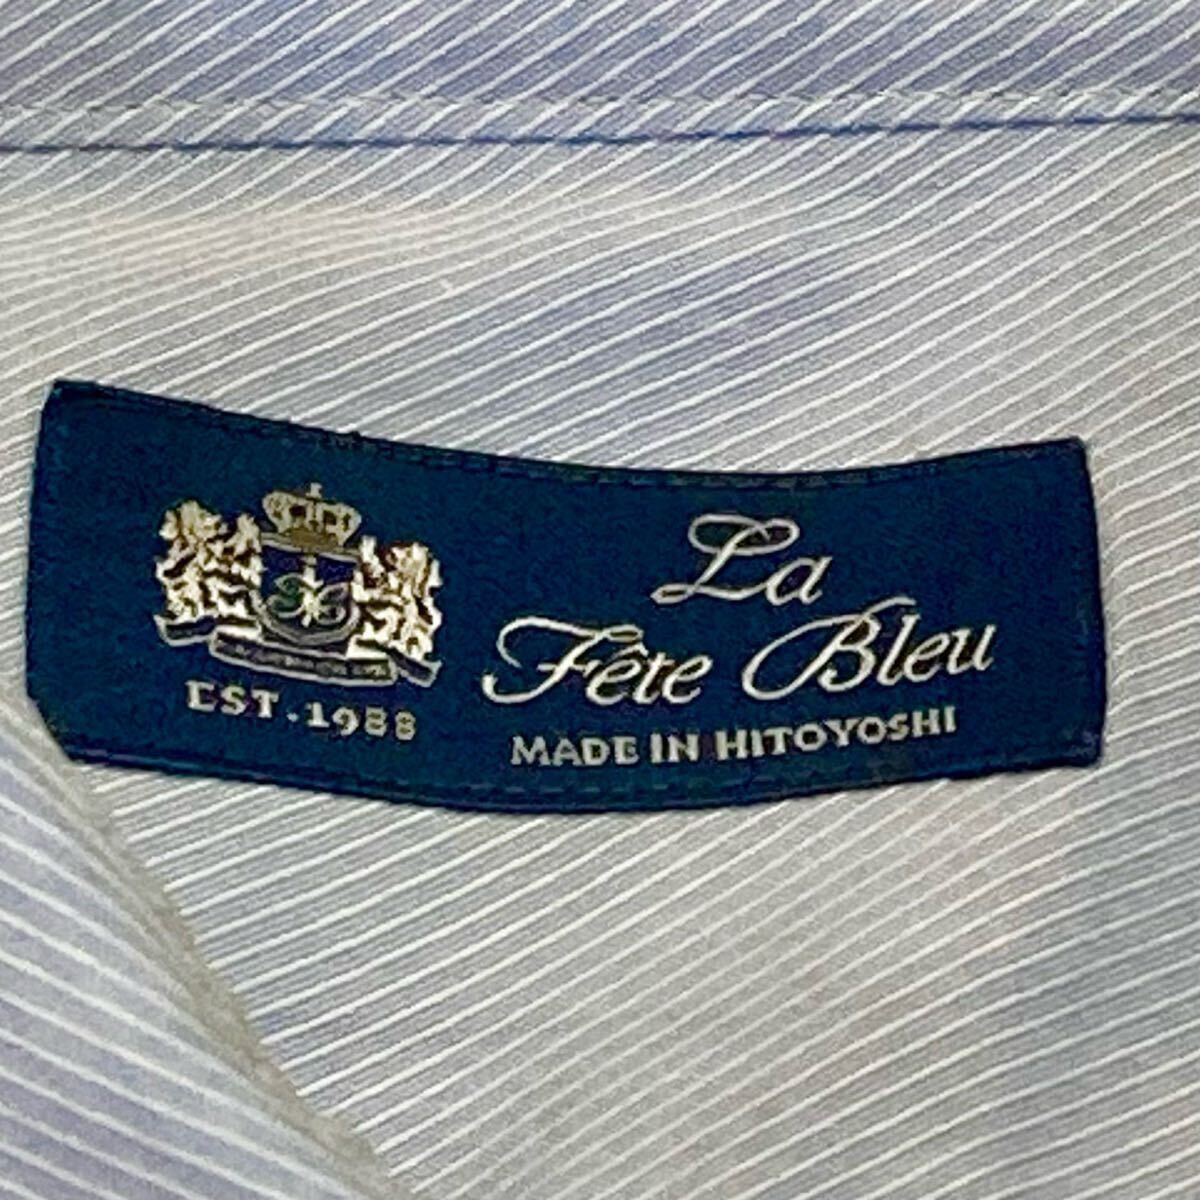 EST. 1988
La
Fête Bleu
MADE IN HITOYOSHI